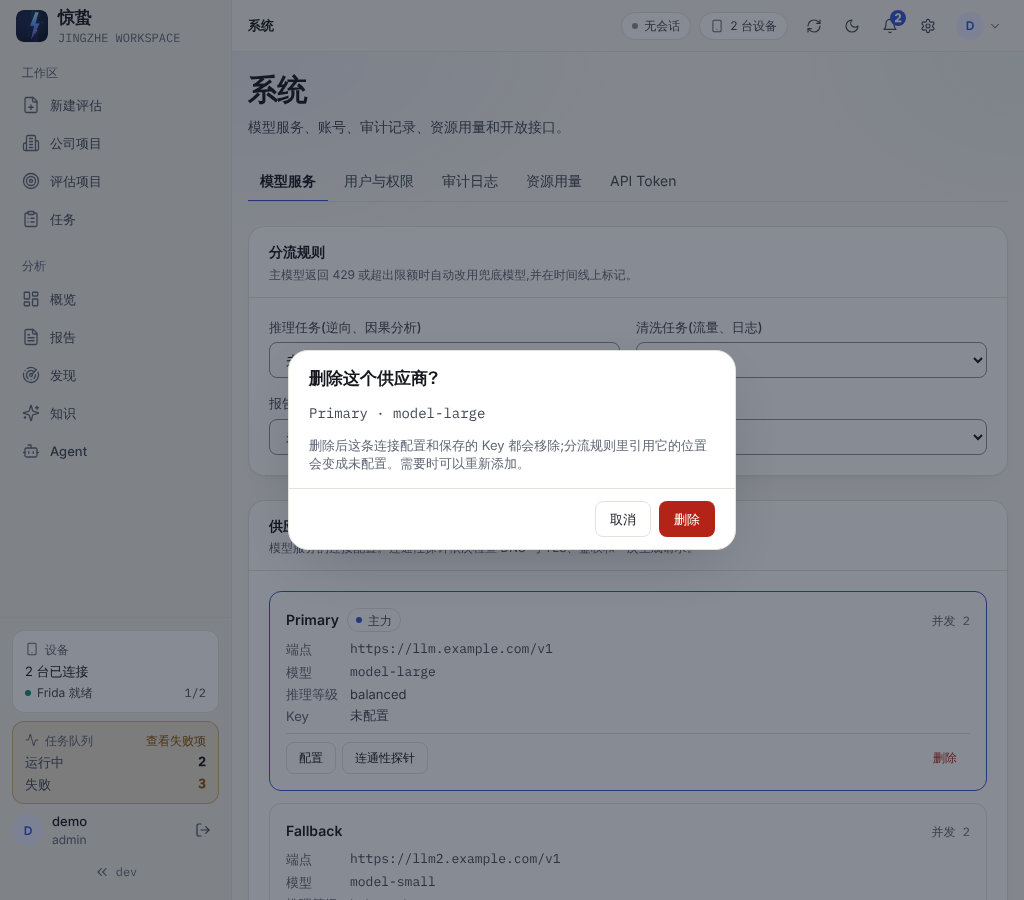 惊蛰
JINGZHE WORKSPACE
工作区
新建评估
公司项目
评估项目
任务
分析
概览
报告
发现
知识
Agent
设备
2 台已连接
Frida 就绪 1/2
任务队列 查看失败项
运行中 2
失败 3
D demo
admin
dev
系统 无会话 2 台设备 2 D
系统
模型服务、账号、审计记录、资源用量和开放接口。
模型服务 用户与权限 审计日志 资源用量 API Token
分流规则
主模型返回 429 或超出限额时自动改用兜底模型,并在时间线上标记。
推理任务(逆向、因果分析) 清洗任务(流量、日志)
删除这个供应商?
Primary · model-large
删除后这条连接配置和保存的 Key 都会移除;分流规则里引用它的位置
会变成未配置。需要时可以重新添加。
取消 删除
Primary 主力 并发 2
端点 https://llm.example.com/v1
模型 model-large
推理等级 balanced
Key 未配置
配置 连通性探针 删除
Fallback 并发 2
端点 https://llm2.example.com/v1
模型 model-small